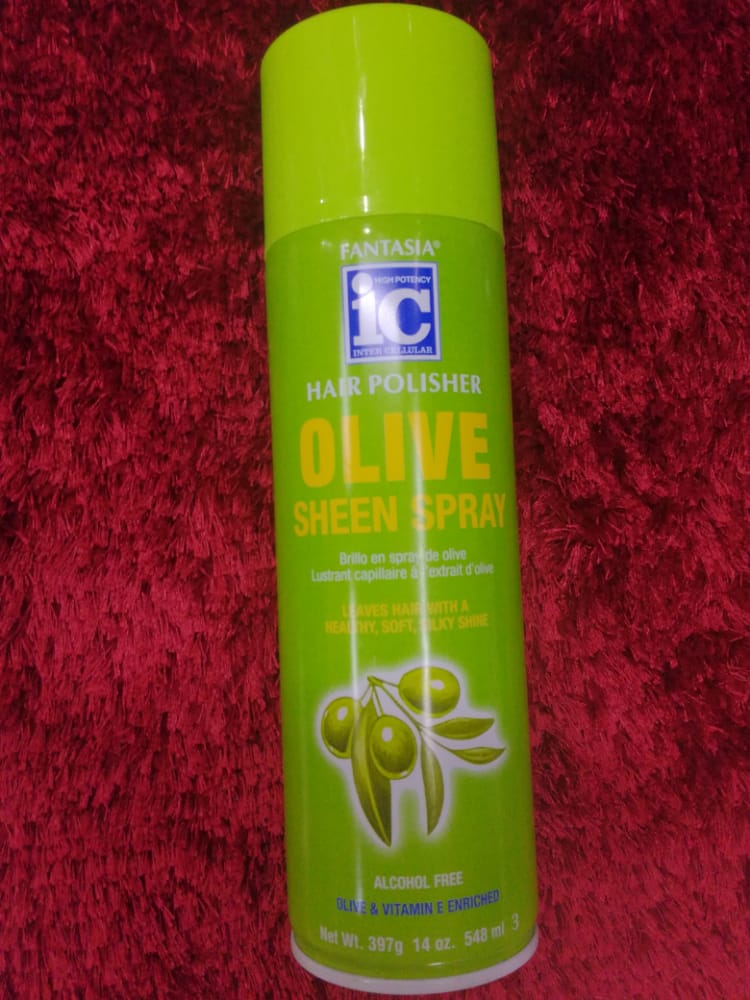 FANTASIA®
HIGH POTENCY
ic
INTER CELLULAR
HAIR POLISHER
OLIVE
SHEEN SPRAY
Brillo en spray de olive
Lustrant capillaire à l'extrait d'olive
LEAVES HAIR WITH A
HEALTHY, SOFT, SILKY SHINE
ALCOHOL FREE
OLIVE & VITAMIN E ENRICHED
Net Wt. 397g 14 oz. 548 ml 3